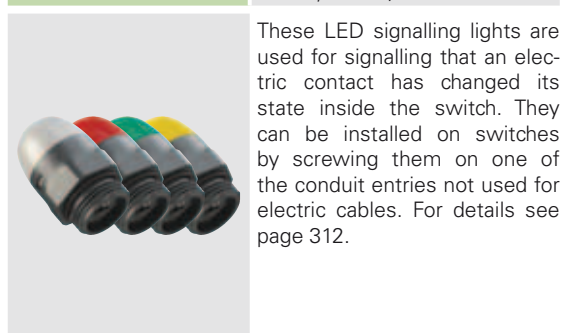 These LED signalling lights are
used for signalling that an elec-
tric contact has changed its
state inside the switch. They
can be installed on switches
by screwing them on one of
the conduit entries not used for
electric cables. For details see
page 312.